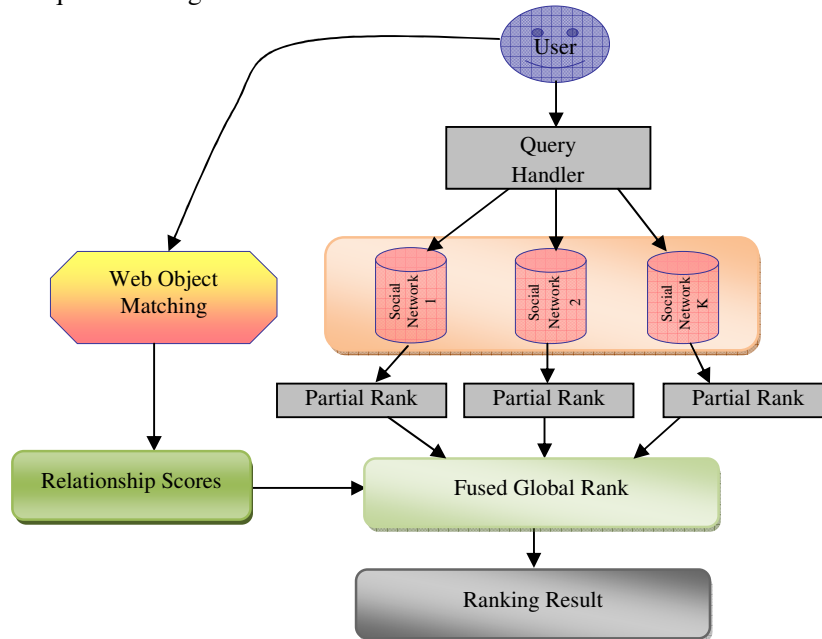 User
Query
Handler
Web Object
Matching
Social
Network
1
Social
Network
2
Social
Network
K
Partial Rank
Partial Rank
Partial Rank
Relationship Scores
Fused Global Rank
Ranking Result